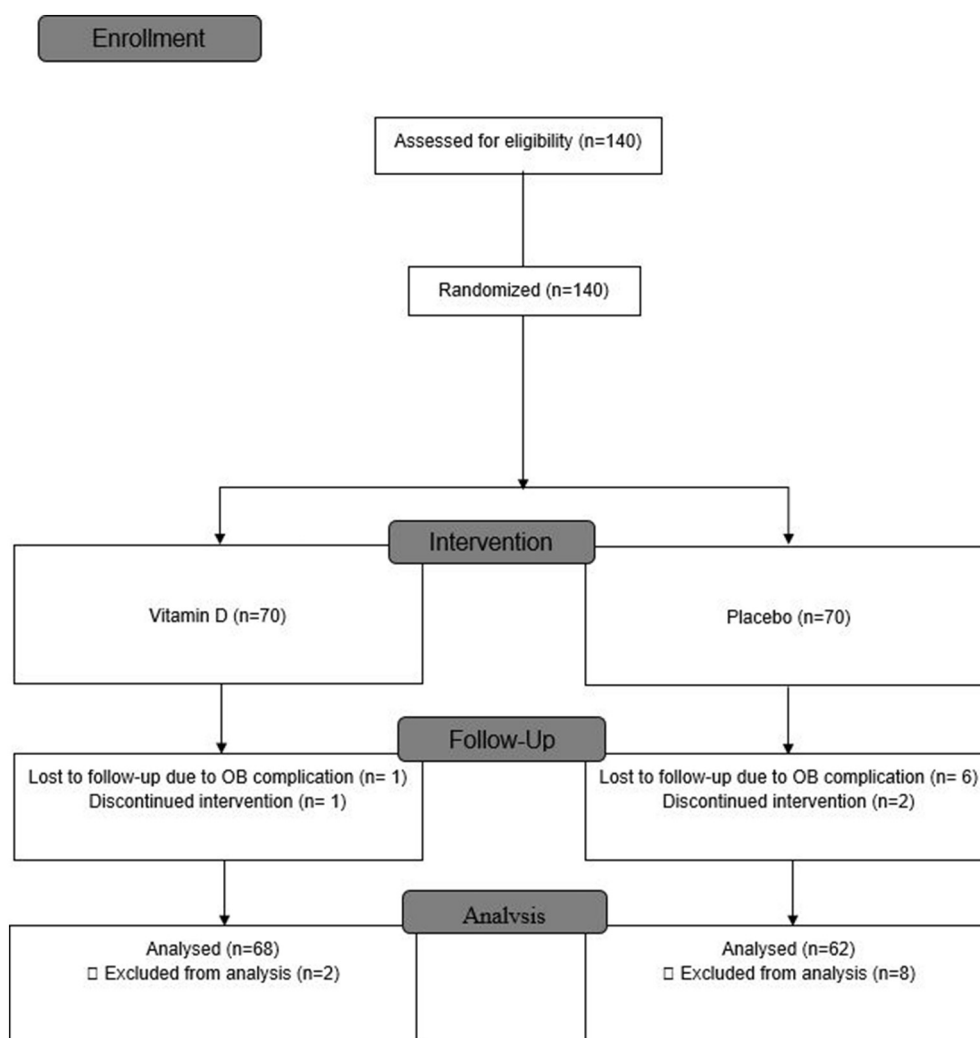 Enrollment
Assessed for eligibility (n=140)
Randomized (n=140)
Intervention
Vitamin D (n=70)
Placebo (n=70)
Follow-Up
Lost to follow-up due to OB complication (n= 1)
Discontinued intervention (n= 1)
Lost to follow-up due to OB complication (n= 6)
Discontinued intervention (n=2)
Analysis
Analysed (n=68)
□ Excluded from analysis (n=2)
Analysed (n=62)
□ Excluded from analysis (n=8)